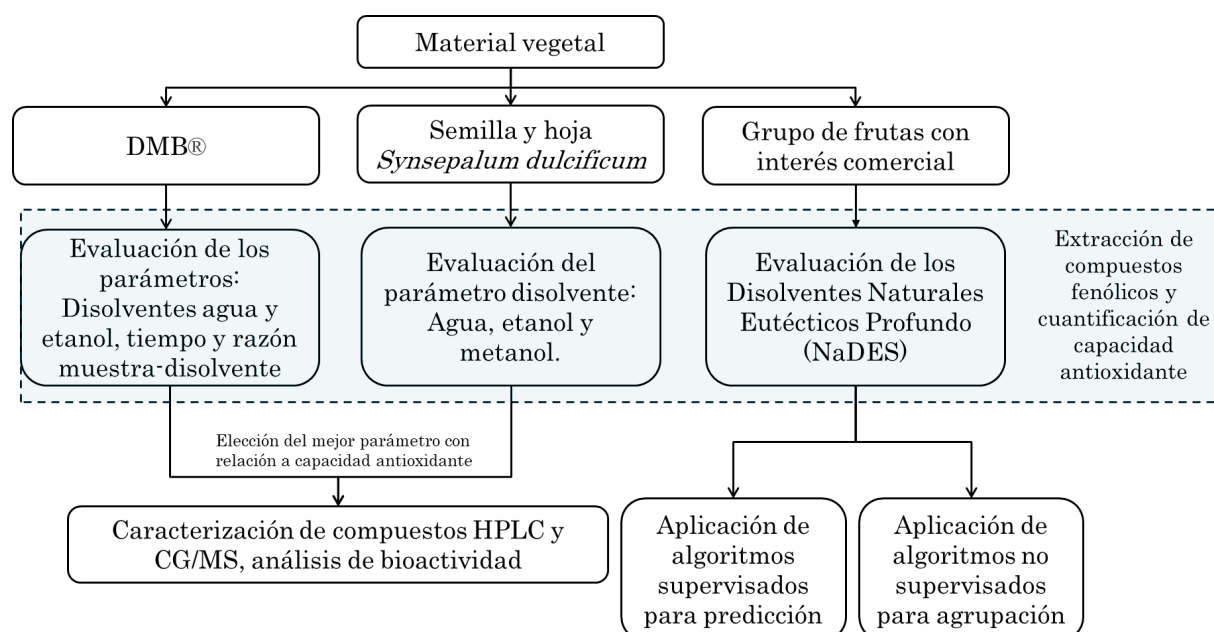 Material vegetal
DMB®
Semilla y hoja
Synsepalum dulcificum
Grupo de frutas con
interés comercial
Evaluación de los
parámetros:
Disolventes agua y
etanol, tiempo y razón
muestra-disolvente
Evaluación del
parámetro disolvente:
Agua, etanol y
metanol.
Evaluación de los
Disolventes Naturales
Eutécticos Profundo
(NaDES)
Extracción de
compuestos
fenólicos y
cuantificación de
capacidad
antioxidante
Elección del mejor parámetro con
relación a capacidad antioxidante
Caracterización de compuestos HPLC y
CG/MS, análisis de bioactividad
Aplicación de
algoritmos
supervisados
para predicción
Aplicación de
algoritmos no
supervisados
para agrupación